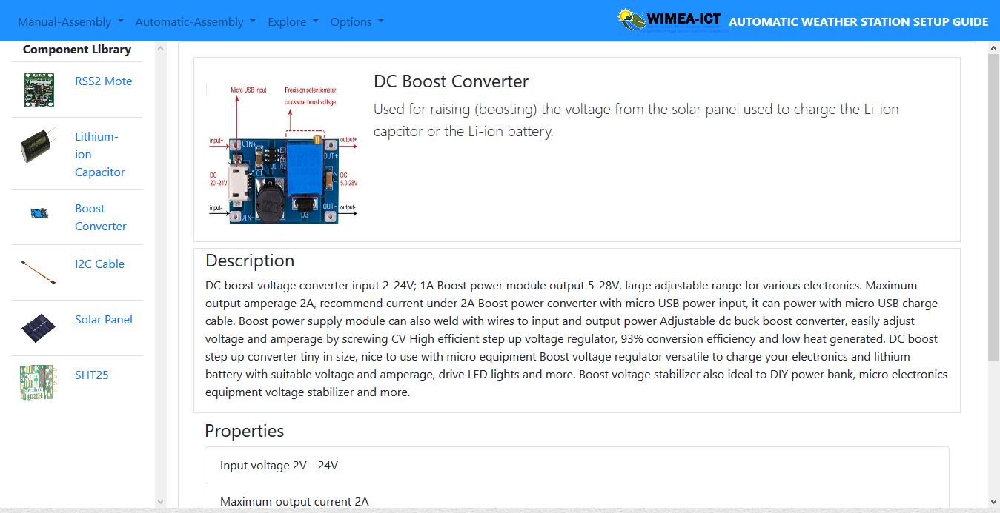 Manual-Assembly Automatic-Assembly Explore Options WIMEA-ICT AUTOMATIC WEATHER STATION SETUP GUIDE
Component Library
RSS2 Mote
Lithium-
ion
Capacitor
Boost
Converter
I2C Cable
Solar Panel
SHT25
Micro USB Input
Precision potentiometer,
clockwise boost voltage
input+
output+
VIN+
OUT+
C1
U1
R2
DC
20.-24V
DC
5.0-28V
220
input-
VIN-
D3
OUT-
output-
DC Boost Converter
Used for raising (boosting) the voltage from the solar panel used to charge the Li-ion
capcitor or the Li-ion battery.
Description
DC boost voltage converter input 2-24V; 1A Boost power module output 5-28V, large adjustable range for various electronics. Maximum
output amperage 2A, recommend current under 2A Boost power converter with micro USB power input, it can power with micro USB charge
cable. Boost power supply module can also weld with wires to input and output power Adjustable dc buck boost converter, easily adjust
voltage and amperage by screwing CV High efficient step up voltage regulator, 93% conversion efficiency and low heat generated. DC boost
step up converter tiny in size, nice to use with micro equipment Boost voltage regulator versatile to charge your electronics and lithium
battery with suitable voltage and amperage, drive LED lights and more. Boost voltage stabilizer also ideal to DIY power bank, micro electronics
equipment voltage stabilizer and more.
Properties
Input voltage 2V - 24V
Maximum output current 2A